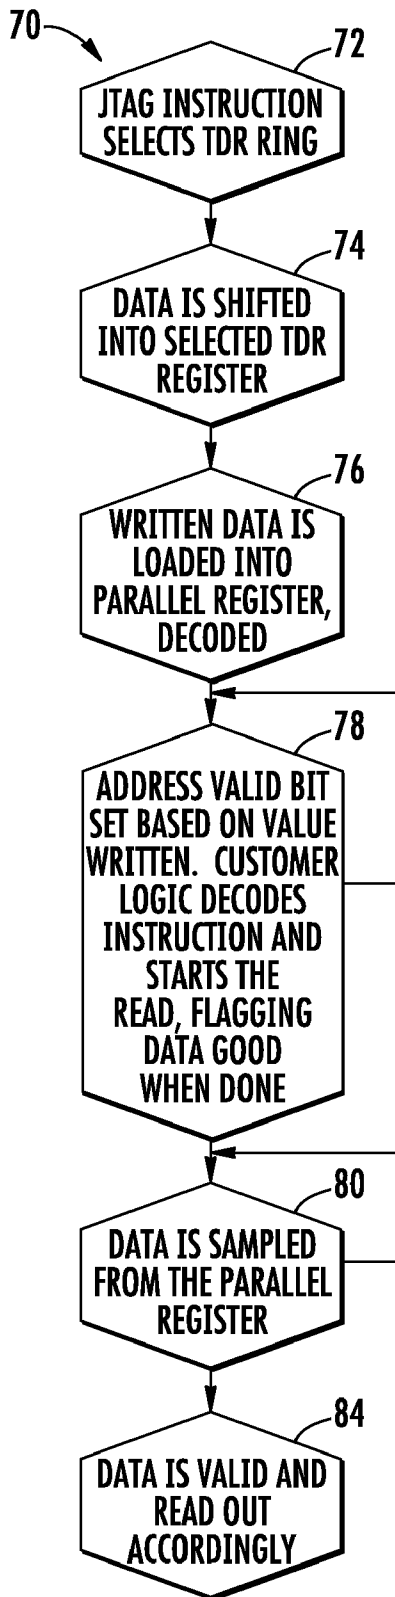 70
72
JTAG INSTRUCTION
SELECTS TDR RING
74
DATA IS SHIFTED
INTO SELECTED TDR
REGISTER
76
WRITTEN DATA IS
LOADED INTO
PARALLEL REGISTER,
DECODED
78
ADDRESS VALID BIT
SET BASED ON VALUE
WRITTEN. CUSTOMER
LOGIC DECODES
INSTRUCTION AND
STARTS THE
READ, FLAGGING
DATA GOOD
WHEN DONE
80
DATA IS SAMPLED
FROM THE PARALLEL
REGISTER
84
DATA IS VALID AND
READ OUT
ACCORDINGLY